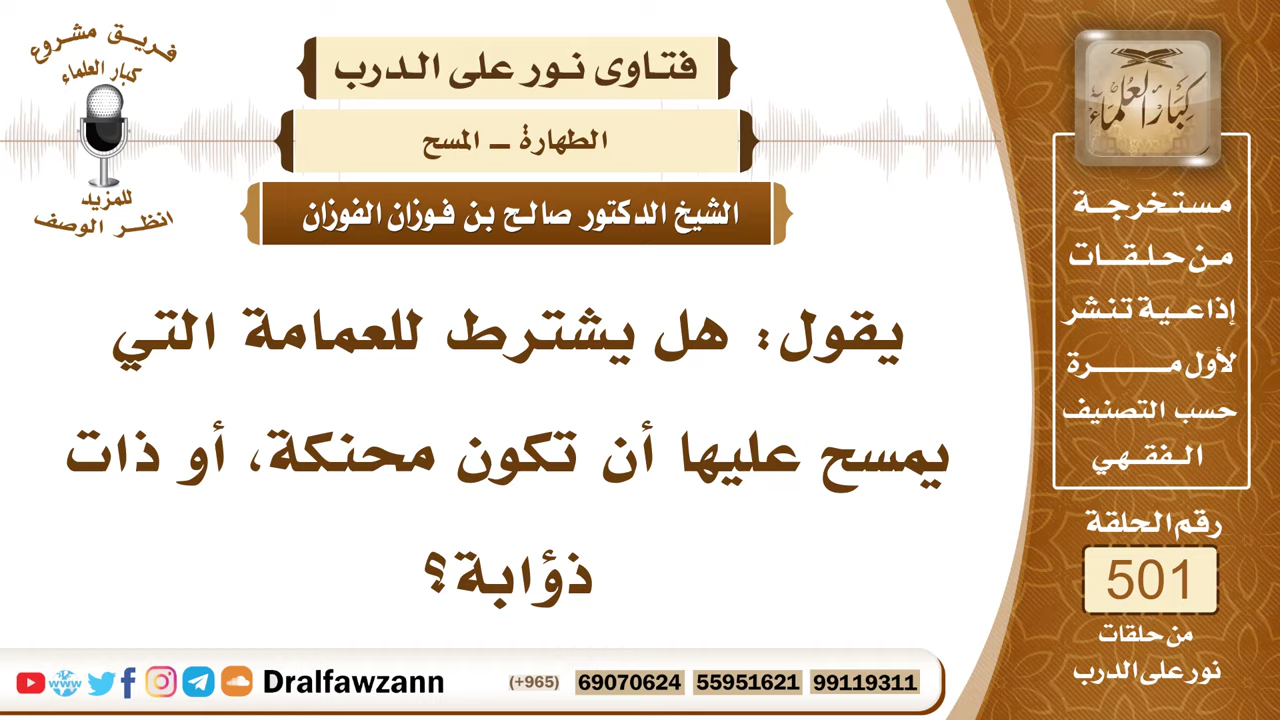 فريق مشروع
كبار العلماء
للمزيد
انظر الوصف
فتاوى نور على الدرب
الطهارة - المسح
الشيخ الدكتور صالح بن فوزان الفوزان
يقول: هل يشترط للعمامة التي
يمسح عليها أن تكون محنكة، أو ذات
ذؤابة؟
كبار العلماء
مستخرجة
من حلقات
إذاعية تنشر
لأول مرة
حسب التصنيف
الفقهي
رقم الحلقة
501
من حلقات
نور على الدرب
www
Dralfawzann (+965) 69070624 55951621 99119311